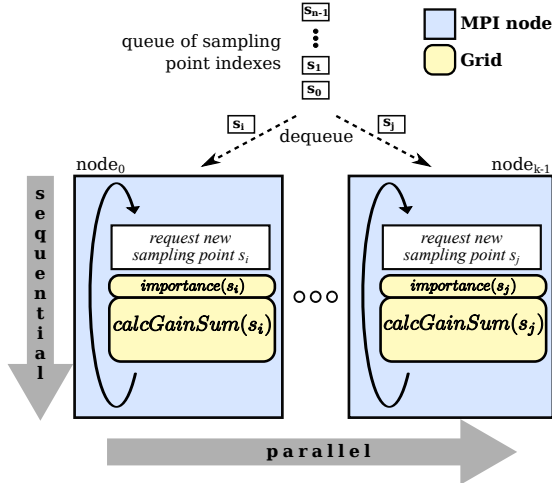 s_{n-1}
queue of sampling
point indexes
s_1
s_0
MPI node
Grid
s_i
s_j
dequeue
node_0
node_{k-1}
sequential
request new
sampling point s_i
importance(s_i)
calcGainSum(s_i)
request new
sampling point s_j
importance(s_j)
calcGainSum(s_j)
parallel